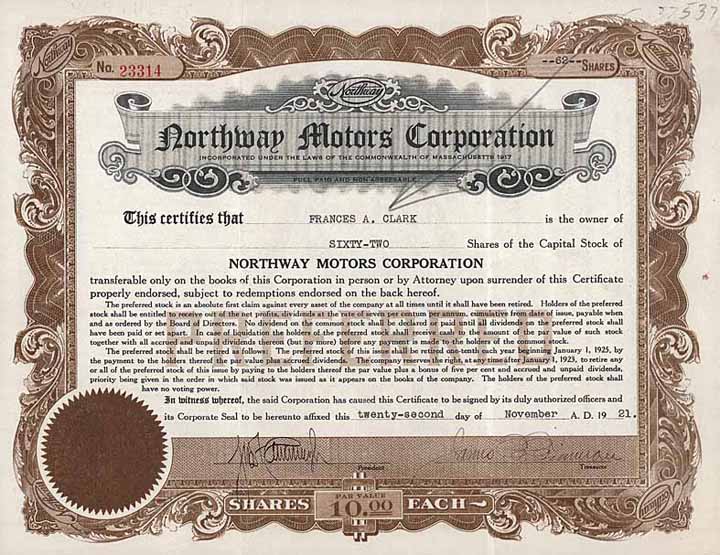 7537
Northway
No. 23314
--62-- SHARES
Northway
Northway Motors Corporation
INCORPORATED UNDER THE LAWS OF THE COMMONWEALTH OF MASSACHUSETTS 1917
FULL PAID AND NON-ASSESSABLE
This certifies that FRANCES A. CLARK is the owner of
SIXTY-TWO Shares of the Capital Stock of
NORTHWAY MOTORS CORPORATION
transferable only on the books of this Corporation in person or by Attorney upon surrender of this Certificate
properly endorsed, subject to redemptions endorsed on the back hereof.
The preferred stock is an absolute first claim against every asset of the company at all times until it shall have been retired. Holders of the preferred
stock shall be entitled to receive out of the net profits, dividends at the rate of seven per centum per annum, cumulative from date of issue, payable when
and as ordered by the Board of Directors. No dividend on the common stock shall be declared or paid until all dividends on the preferred stock
shall have been paid or set apart. In case of liquidation the holders of the preferred stock shall receive cash to the amount of the par value of such stock
together with all accrued and unpaid dividends thereon (but no more) before any payment is made to the holders of the common stock.
The preferred stock shall be retired as follows: The preferred stock of this issue shall be retired one-tenth each year beginning January 1, 1925, by
the payment to the holders thereof the par value plus accrued dividends. The company reserves the right, at any time after January 1, 1923, to retire any
or all of the preferred stock of this issue by paying to the holders thereof the par value plus a bonus of five per cent and accrued and unpaid dividends,
priority being given in the order in which said stock was issued as it appears on the books of the company. The holders of the preferred stock shall
have no voting power.
In witness whereof, the said Corporation has caused this Certificate to be signed by its duly authorized officers and
its Corporate Seal to be hereunto affixed this twenty-second day of November A. D. 19 21.
President
Treasurer
SHARES PAR VALUE 10.00 EACH